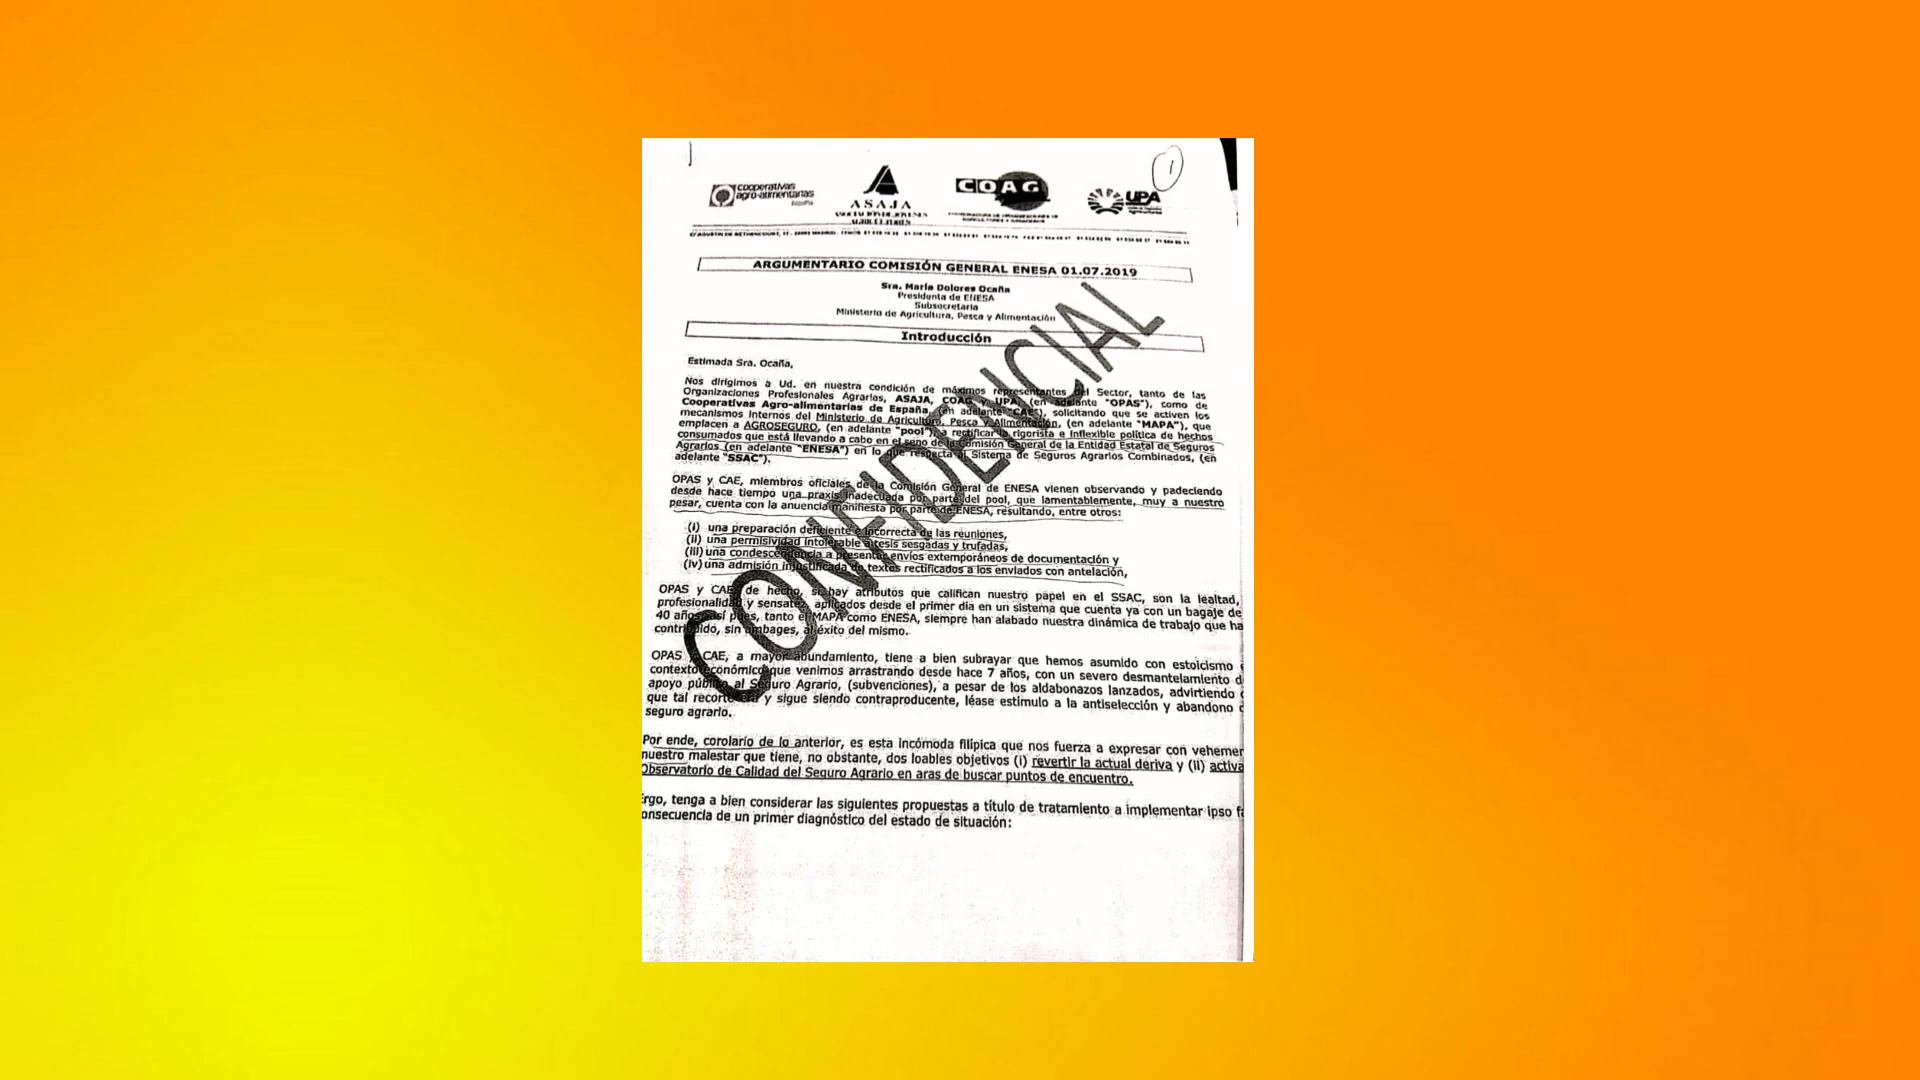 1
cooperativas
agro-alimentarias
ASAJA
COAG
UPA
ARGUMENTARIO COMISIÓN GENERAL ENESA 01.07.2019
Sra. María Dolores Ocaña
Presidenta de ENESA
Subsecretaria
Ministerio de Agricultura, Pesca y Alimentación
Introducción
Estimada Sra. Ocaña,
Nos dirigimos a Ud. en nuestra condición de máximos representantes del Sector, tanto de las
Organizaciones Profesionales Agrarias, ASAJA, COAG y UPA, (en adelante "OPAS"), como de
Cooperativas Agro-alimentarias de España, (en adelante "CAE"), solicitando que se activen los
mecanismos internos del Ministerio de Agricultura, Pesca y Alimentación, (en adelante "MAPA"), que
emplacen a AGROSEGURO, (en adelante "pool"), a rectificar la rigorista e inflexible política de hechos
consumados que está llevando a cabo en el seno de la Comisión General de la Entidad Estatal de Seguros
Agrarios (en adelante "ENESA") en lo que respecta al Sistema de Seguros Agrarios Combinados, (en
adelante "SSAC").
OPAS y CAE, miembros oficiales de la Comisión General de ENESA vienen observando y padeciendo
desde hace tiempo una praxis inadecuada por parte del pool, que lamentablemente, muy a nuestro
pesar, cuenta con la anuencia manifiesta por parte de ENESA, resultando, entre otros:
(i) una preparación deficiente e incorrecta de las reuniones,
(ii) una permisividad intolerable a tesis sesgadas y trufadas,
(iii) una condescendencia a presentar envíos extemporáneos de documentación y
(iv) una admisión injustificada de textos rectificados a los enviados con antelación,
OPAS y CAE de hecho, si hay atributos que califican nuestro papel en el SSAC, son la lealtad,
profesionalidad y sensatez, aplicados desde el primer día en un sistema que cuenta ya con un bagaje de
40 años así pues, tanto el MAPA como ENESA, siempre han alabado nuestra dinámica de trabajo que ha
contribuido, sin ambages, al éxito del mismo.
OPAS y CAE, a mayor abundamiento, tiene a bien subrayar que hemos asumido con estoicismo
contexto económico que venimos arrastrando desde hace 7 años, con un severo desmantelamiento d
apoyo público al Seguro Agrario, (subvenciones), a pesar de los aldabonazos lanzados, advirtiendo
que tal recorte era y sigue siendo contraproducente, léase estímulo a la antiselección y abandono
seguro agrario.
Por ende, corolario de lo anterior, es esta incómoda filípica que nos fuerza a expresar con vehemen
nuestro malestar que tiene, no obstante, dos loables objetivos (i) revertir la actual deriva y (ii) activa
Observatorio de Calidad del Seguro Agrario en aras de buscar puntos de encuentro.
Ergo, tenga a bien considerar las siguientes propuestas a título de tratamiento a implementar ipso fa
onsecuencia de un primer diagnóstico del estado de situación:
CONFIDENCIAL